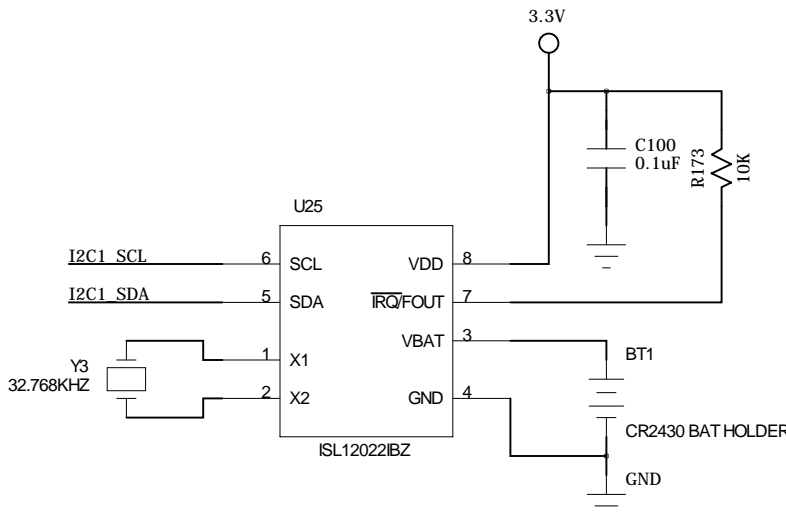 3.3V
C100
0.1uF
R173
10K
U25
I2C1_SCL
6
SCL
VDD
8
I2C1_SDA
5
SDA
IRQ/FOUT
7
VBAT
3
BT1
Y3
32.768KHZ
1
X1
2
X2
GND
4
CR2430 BAT HOLDER
ISL12022IBZ
GND